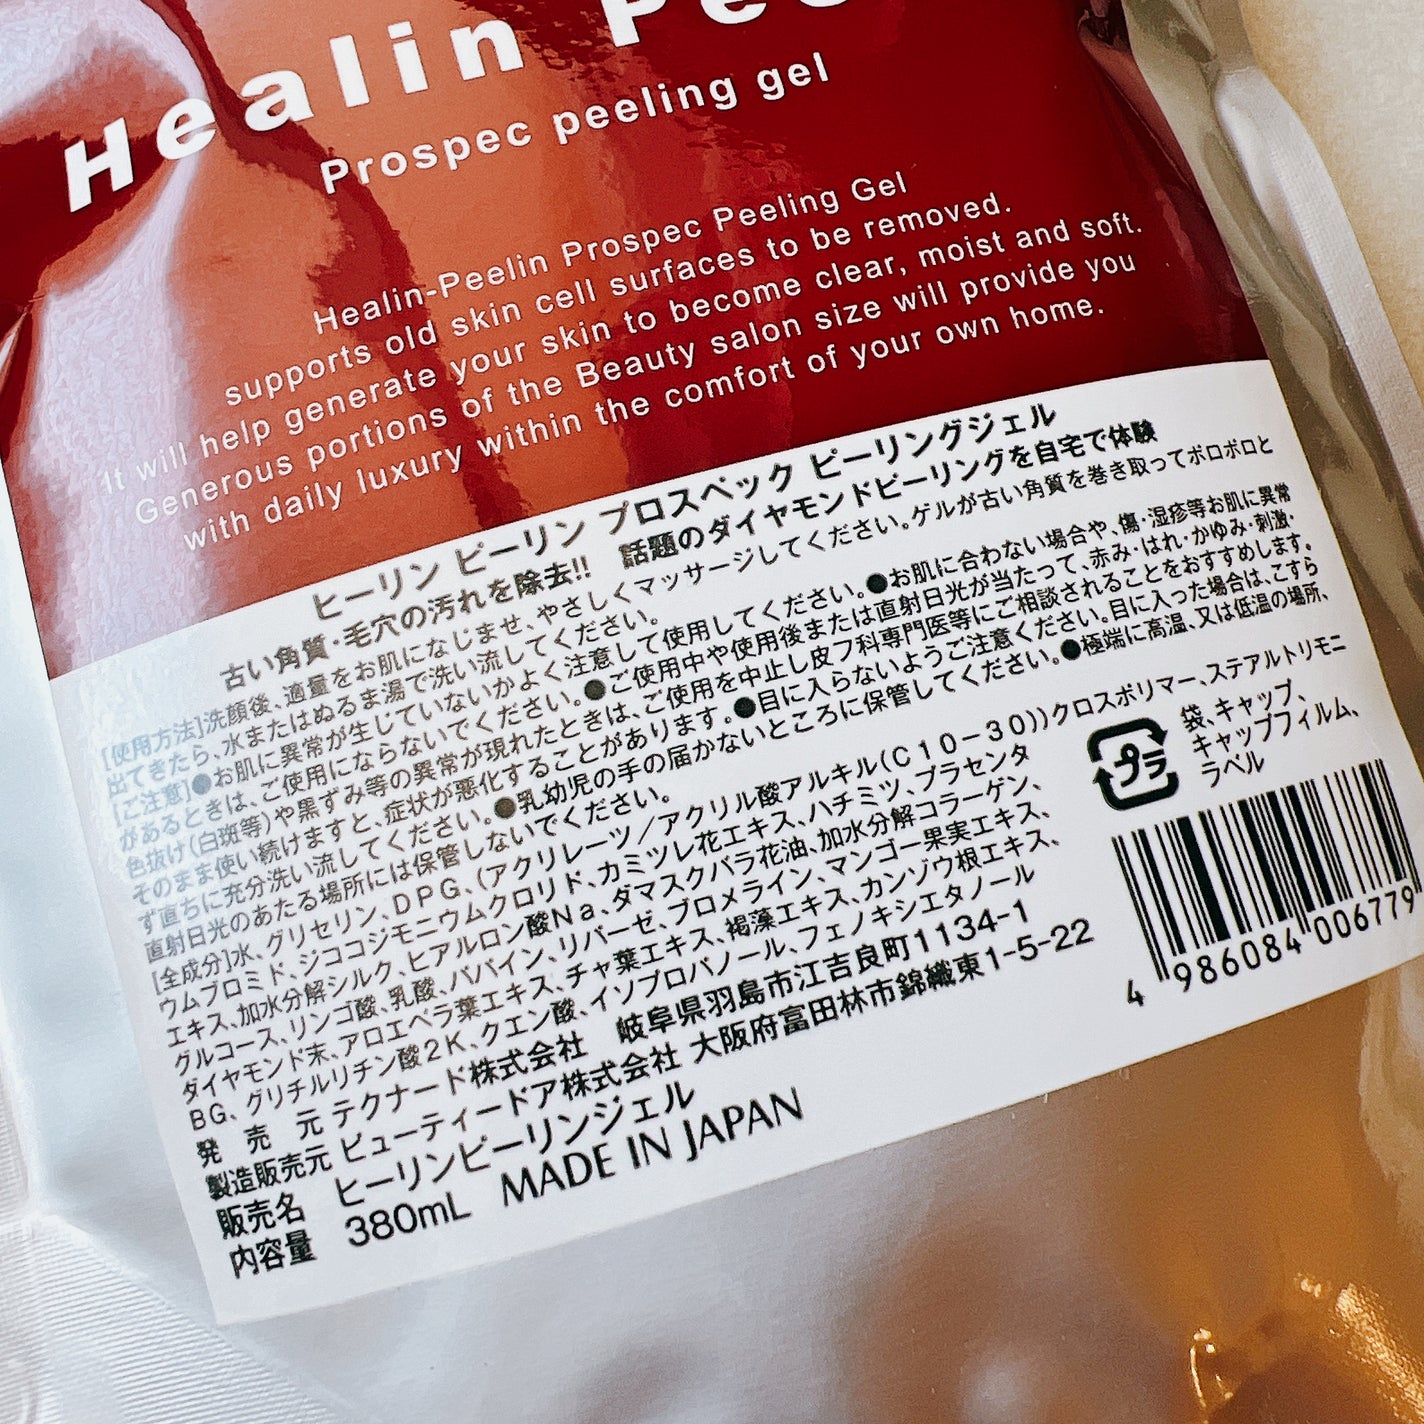 Healin Pee
Prospec peeling gel
Healin-Peelin Prospec Peeling Gel
supports old skin cell surfaces to be removed.
It will help generate your skin to become clear, moist and soft.
Generous portions of the Beauty salon size will provide you
with daily luxury within the comfort of your own home.
ヒーリン ピーリン プロスペック ピーリングジェル
古い角質・毛穴の汚れを除去!! 話題のダイヤモンドピーリングを自宅で体験
[使用方法]洗顔後、適量をお肌になじませ、やさしくマッサージしてください。ゲルが古い角質を巻き取ってボロボロと
出てきたら、水またはぬるま湯で洗い流してください。
[ご注意]●お肌に異常が生じていないかよく注意して使用してください。●お肌に合わない場合や、傷・湿疹等お肌に異常
があるときは、ご使用にならないでください。●ご使用中や使用後または直射日光が当たって、赤み・はれ・かゆみ・刺激・
色抜け(白斑等)や黒ずみ等の異常が現れたときは、ご使用を中止し皮フ科専門医等にご相談されることをおすすめします。
そのまま使い続けますと、症状が悪化することがあります。●目に入らないようご注意ください。目に入った場合は、こすら
ず直ちに充分洗い流してください。●乳幼児の手の届かないところに保管してください。●極端に高温、又は低温の場所、
直射日光のあたる場所には保管しないでください。
[全成分]水、グリセリン、DPG、(アクリレーツ/アクリル酸アルキル(C10-30))クロスポリマー、ステアルトリモニ
ウムブロミド、ジココジモニウムクロリド、カミツレ花エキス、ハチミツ、プラセンタ
エキス、加水分解シルク、ヒアルロン酸Na、ダマスクバラ花油、加水分解コラーゲン、
グルコース、リンゴ酸、乳酸、パパイン、リパーゼ、ブロメライン、マンゴー果実エキス、
ダイヤモンド末、アロエベラ葉エキス、チャ葉エキス、褐藻エキス、カンゾウ根エキス、
BG、グリチルリチン酸2K、クエン酸、イソプロパノール、フェノキシエタノール
発 売 元 テクナード株式会社 岐阜県羽島市江吉良町1134-1
製造販売元 ビューティードア株式会社 大阪府富田林市錦織東1-5-22
販売名 ヒーリンピーリンジェル
内容量 380mL MADE IN JAPAN
プラ
袋、キャップ、
キャップフィルム、
ラベル
4 986084 006779